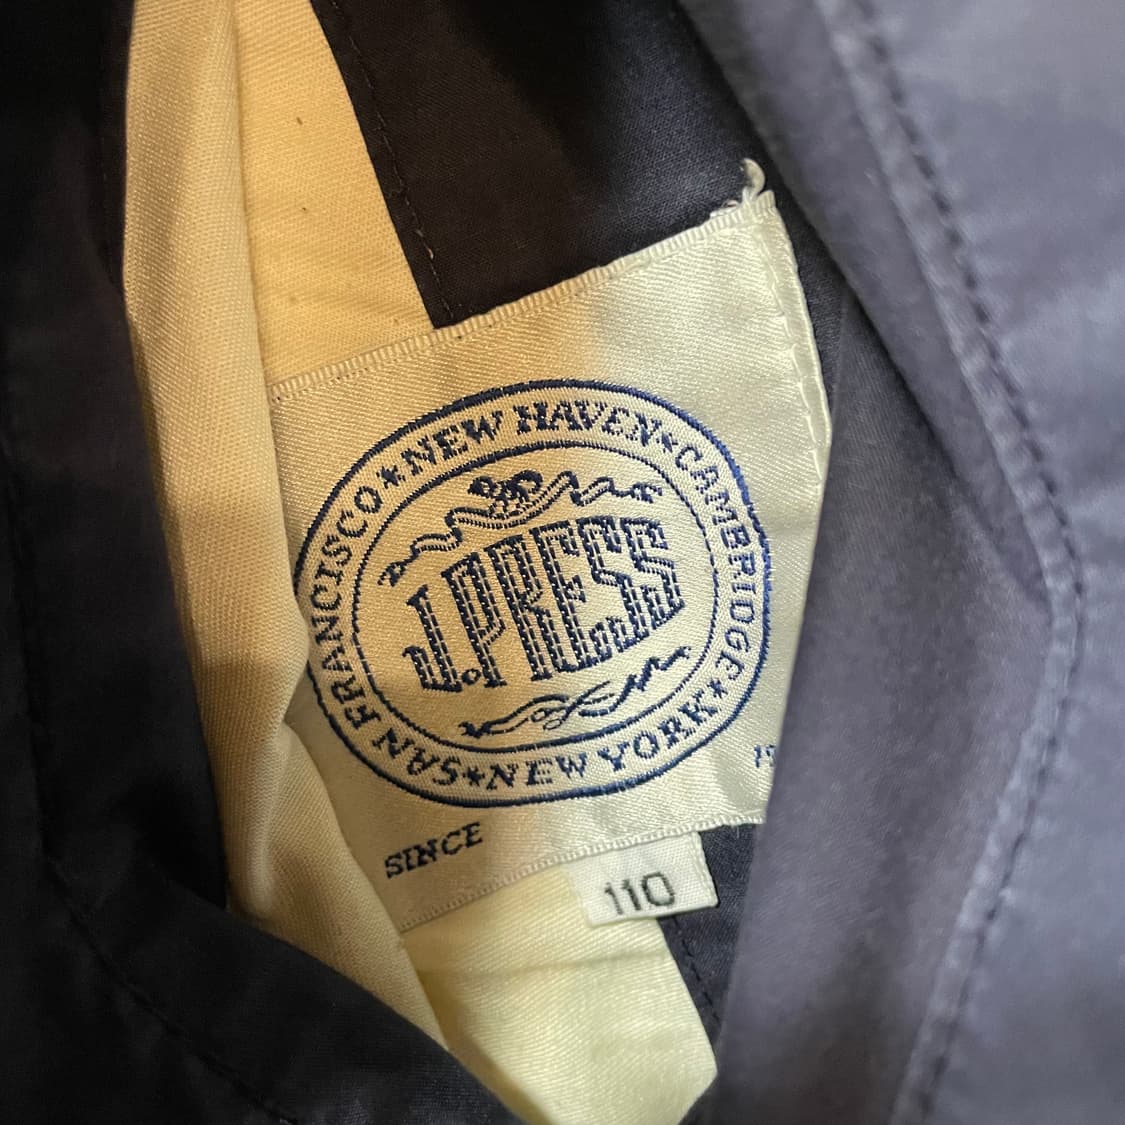 NEW HAVEN★CAMBRIDGE★NEW YORK★SAN FRANCISCO★
J.PRESS
SINCE
110